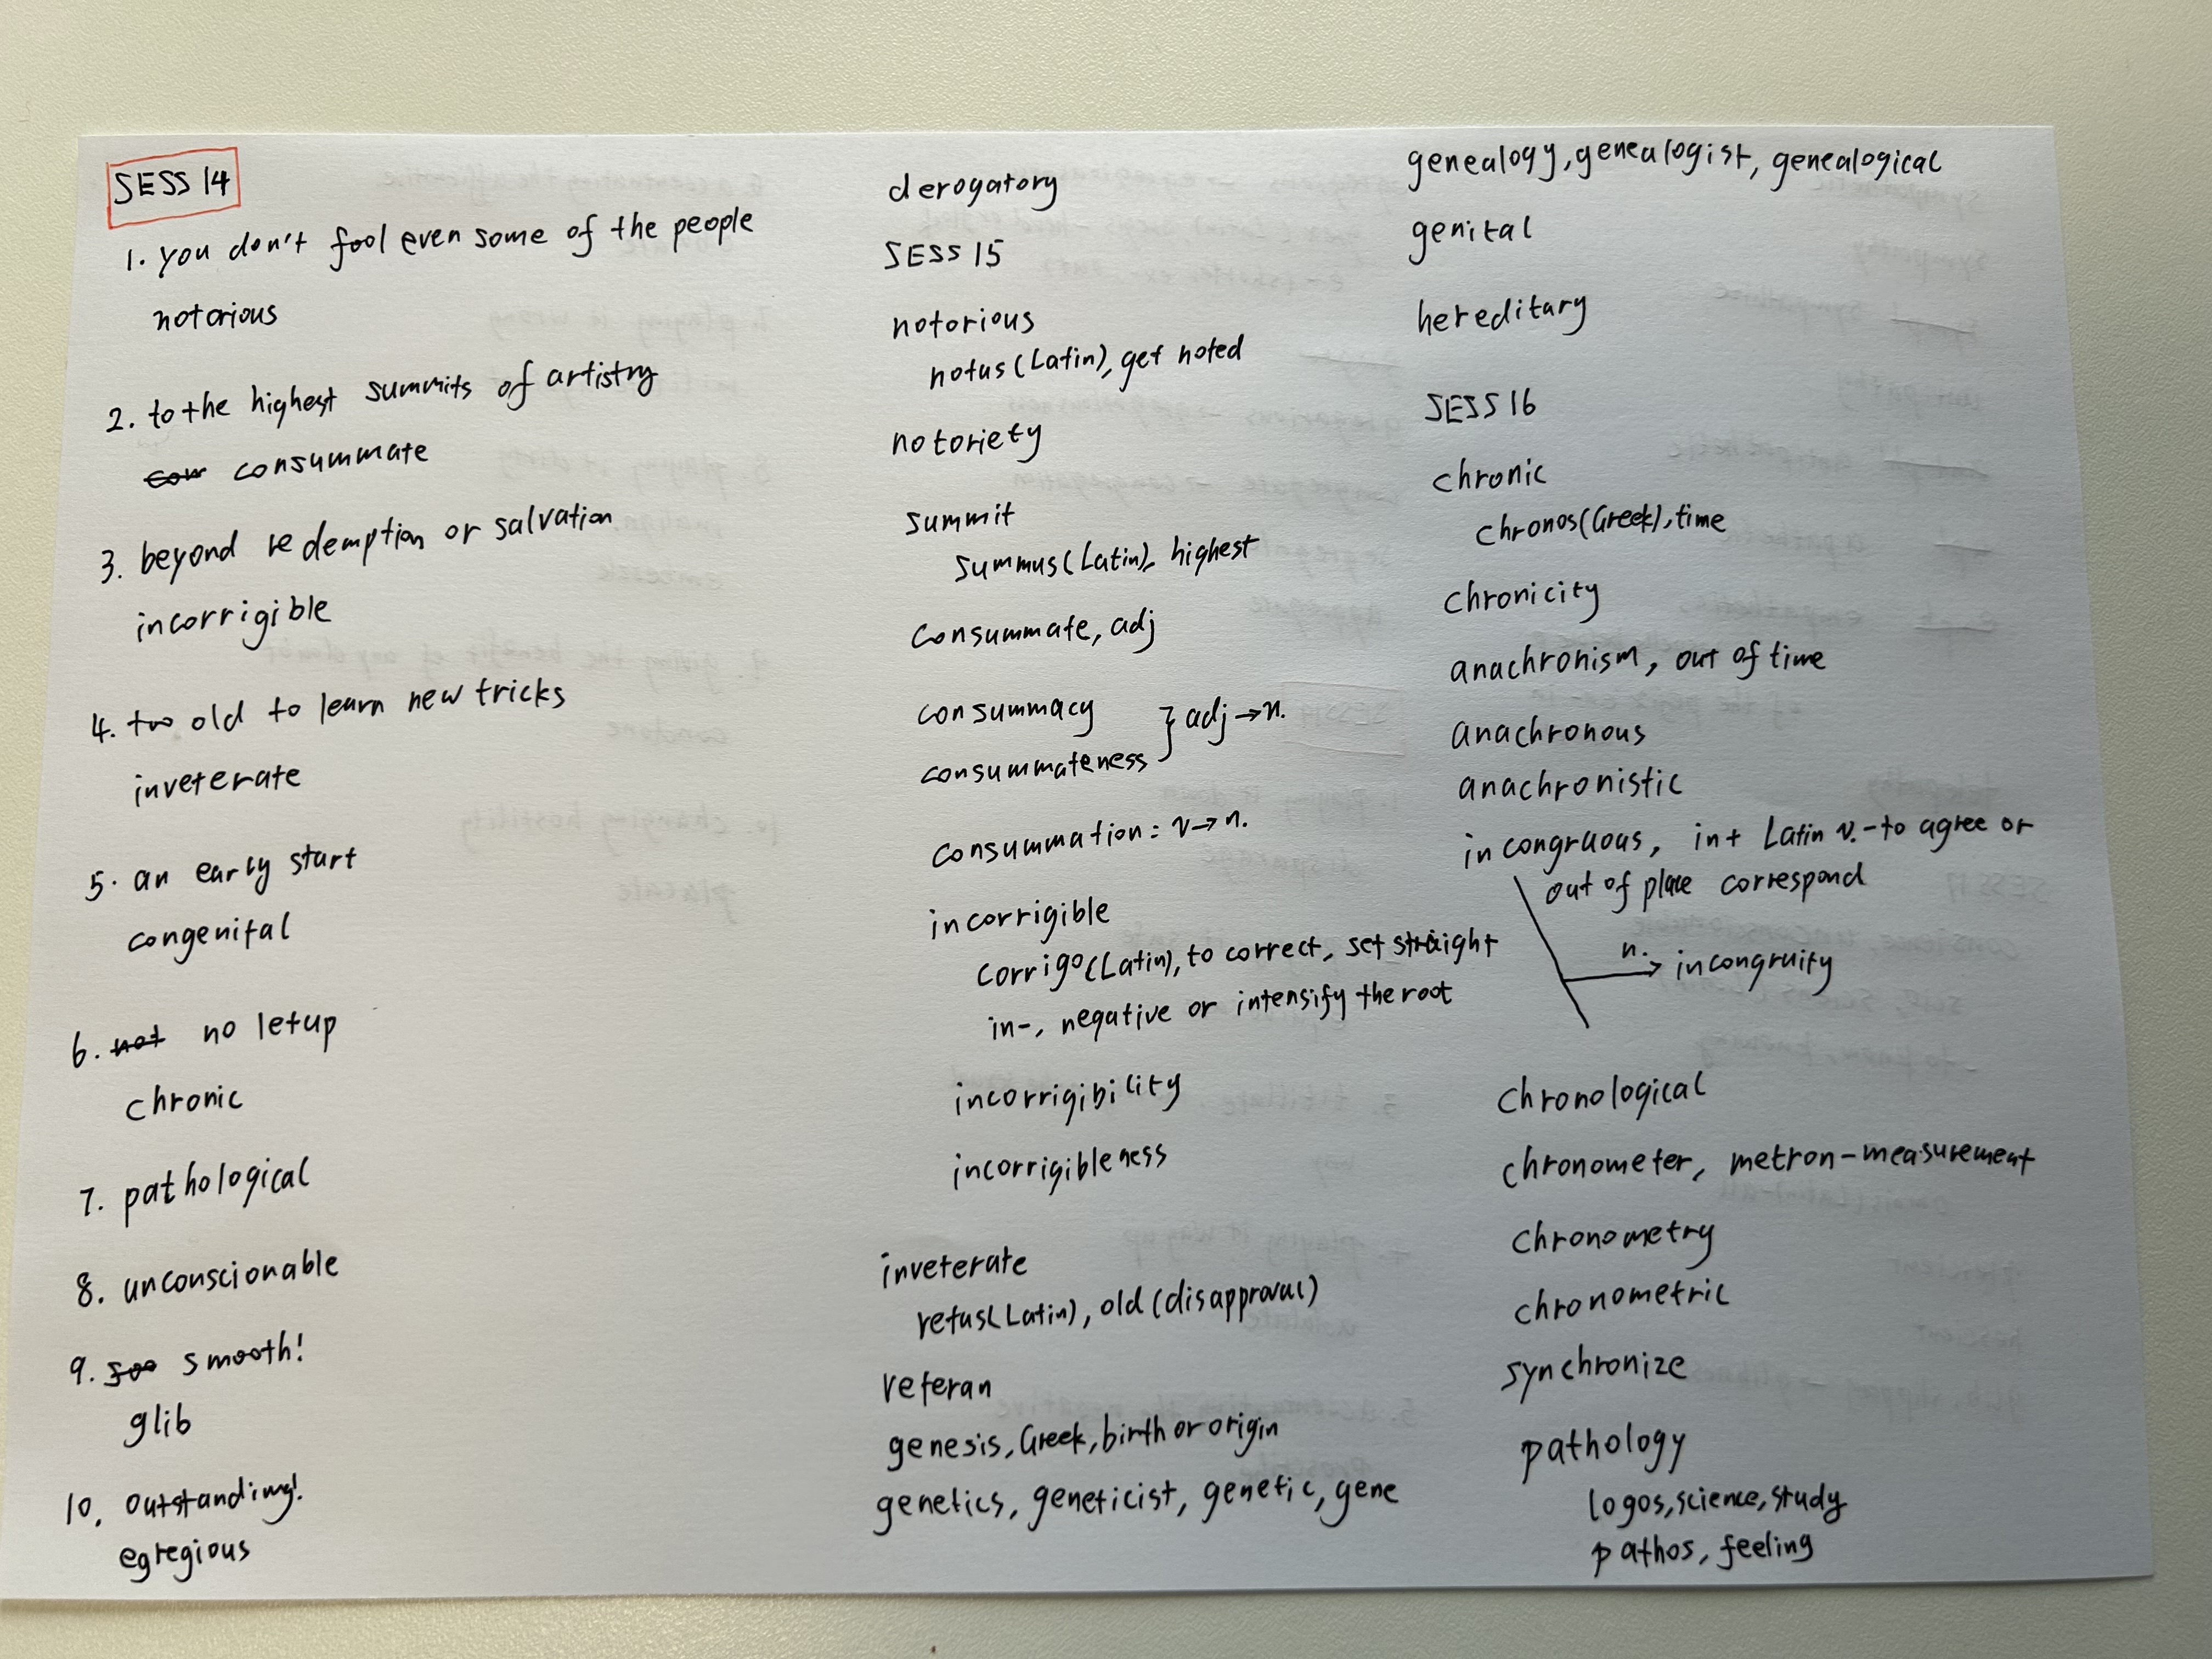 SESS 14
1. you don't fool even some of the people
notorious
2. to the highest summits of artistry
consummate
3. beyond redemption or salvation
incorrigible
4. too old to learn new tricks
inveterate
5. an early start
congenital
6. not no letup
chronic
7. pathological
8. unconscionable
9. smooth!
glib
10. outstanding!
egregious
derogatory
SESS 15
notorious
notus (Latin), get noted
notoriety
summit
summus (Latin), highest
consummate, adj
consummacy
consummateness } adj → n.
consummation = v → n.
incorrigible
corrigo (Latin), to correct, set straight
in-, negative or intensify the root
incorrigibility
incorrigibleness
inveterate
vetus (Latin), old (disapproval)
veteran
genesis, Greek, birth or origin
genetics, geneticist, genetic, gene
genealogy, genealogist, genealogical
genital
hereditary
SESS 16
chronic
chronos (Greek), time
chronicity
anachronism, out of time
anachronous
anachronistic
incongruous, in + Latin v. - to agree or
out of place correspond
n. → incongruity
chronological
chronometer, metron - measurement
chronometry
chronometric
synchronize
pathology
logos, science, study
pathos, feeling